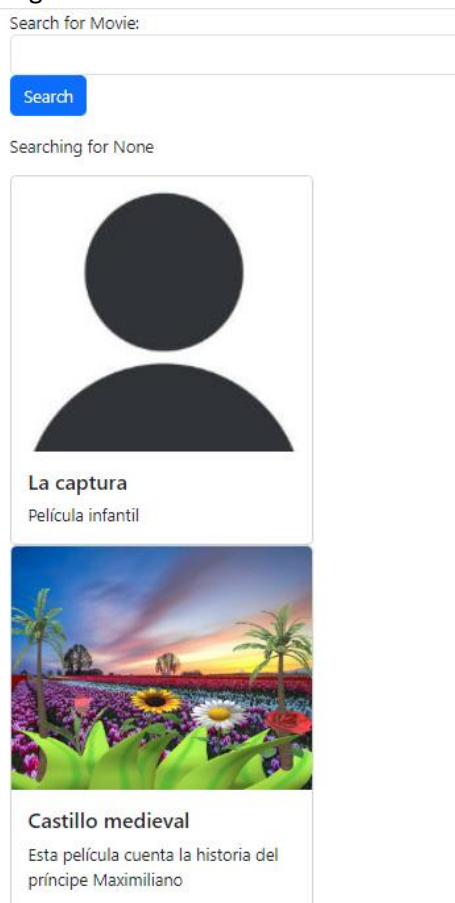 Search for Movie:
Search
Searching for None
La captura
Película infantil
Castillo medieval
Esta película cuenta la historia del
príncipe Maximiliano